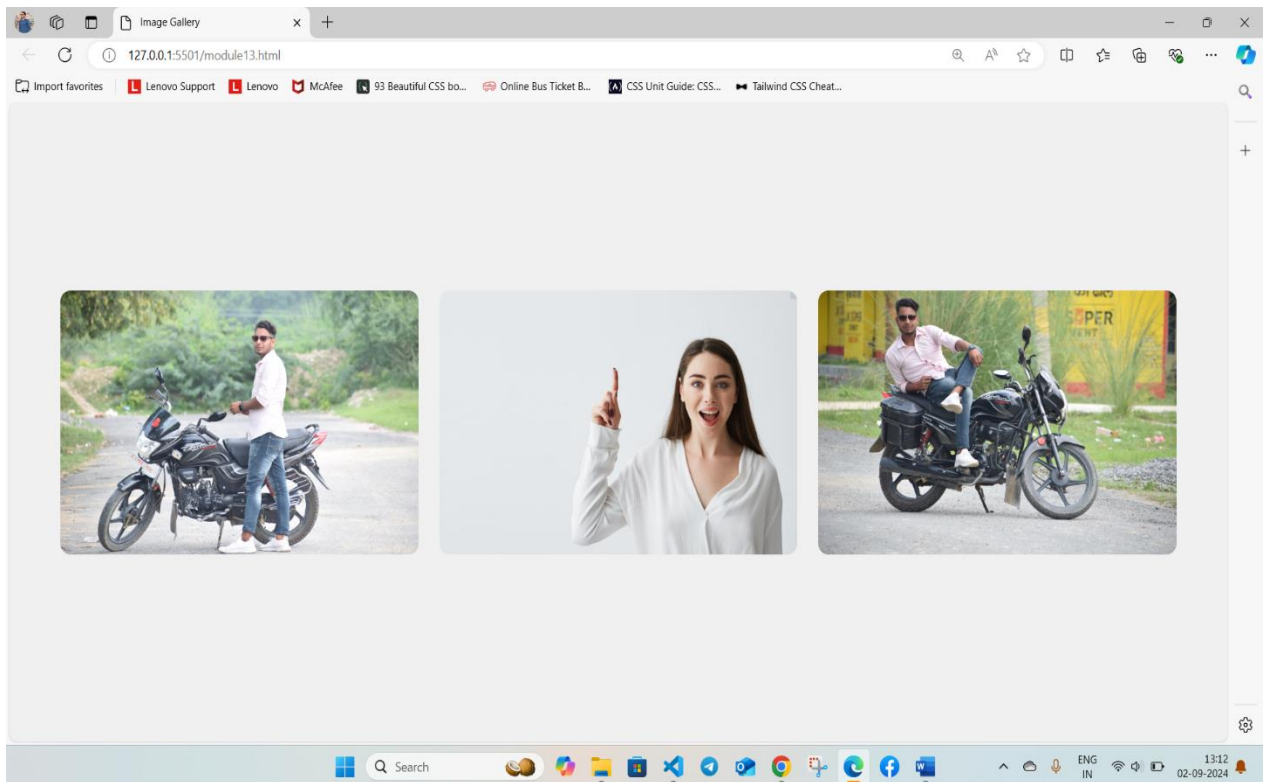 Image Gallery
127.0.0.1:5501/module13.html
Import favorites
L Lenovo Support
L Lenovo
McAfee
93 Beautiful CSS bo...
Online Bus Ticket B...
CSS Unit Guide: CSS...
Tailwind CSS Cheat...
PER
Search
ENG
IN
13:12
02-09-2024